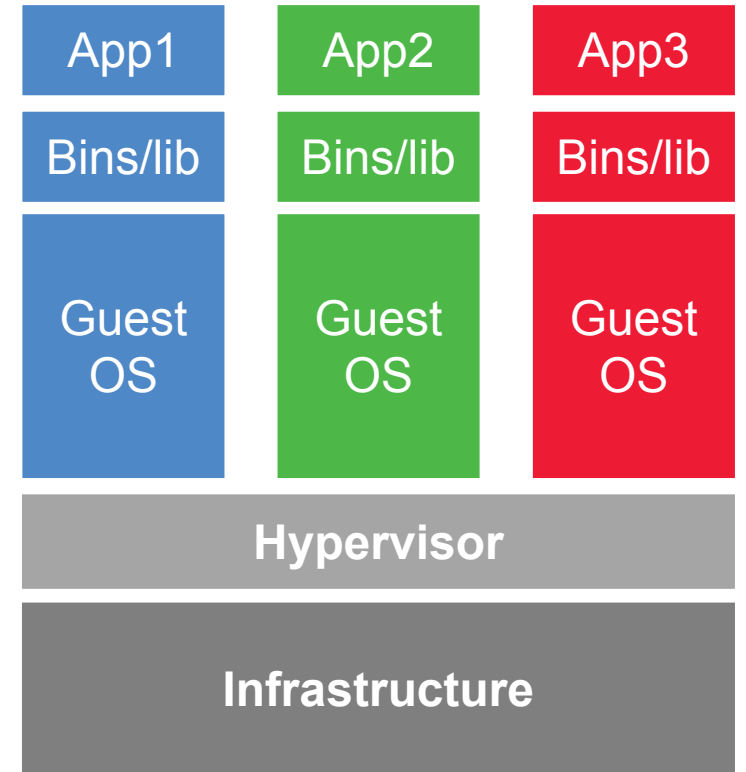 App1
App2
App3
Bins/lib
Bins/lib
Bins/lib
Guest
OS
Guest
OS
Guest
OS
Hypervisor
Infrastructure